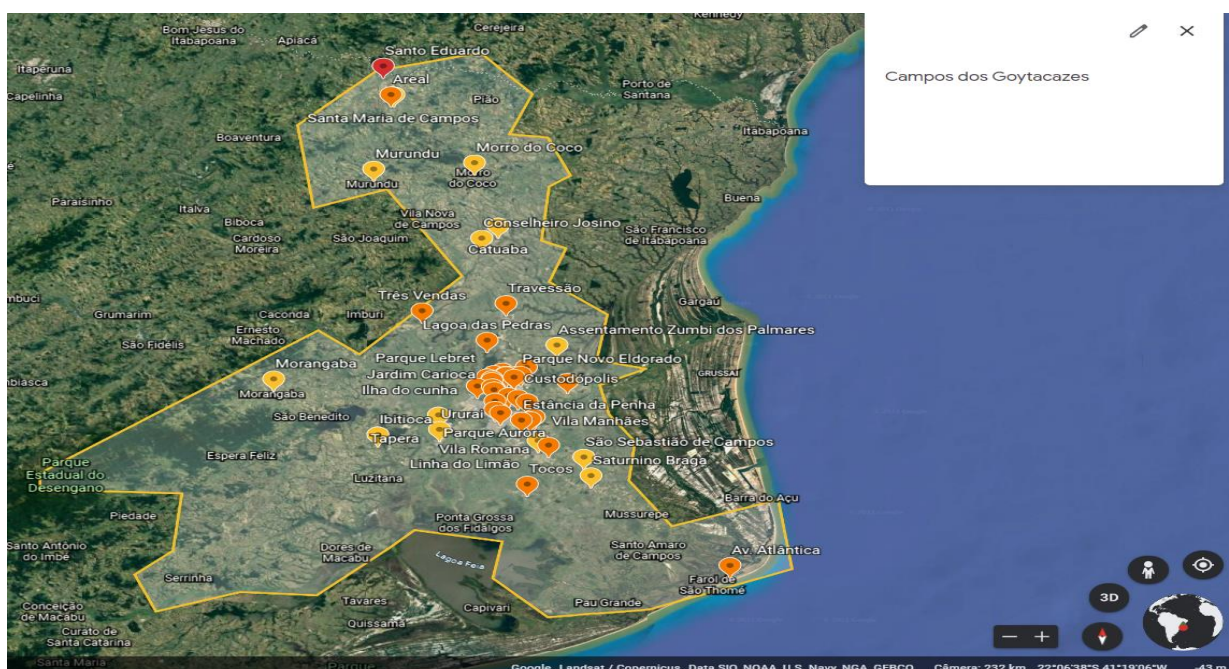 Kennedy
Bom Jesus do
Itabapoana
Apiacá
Cerejeira
Santo Eduardo
Itaperuna
Aréal
Porto de
Santana
Pião
Campos dos Goytacazes
Santa Maria de Campos
Itabapoana
Boaventura
Murundu
Morro do Coco
Murundu
Morro
do Coco
Buena
Paraisinho
Italva
Biboca
Vila Nova
de Campos
Conselheiro Josino
São Francisco
de Itabapoana
Cardoso
Moreira
São Joaquim
Catuaba
Três Vendas
Travessão
Gargaú
Grumarim
Caconda
Imburi
Lagoa das Pedras
Assentamento Zumbi dos Palmares
Ernesto
Machado
São Fidélis
Morangaba
Parque Lebret
Parque Novo Eldorado
Jardim Carioca
Custodópolis
GRUSSAÍ
Ilha do cunha
Morangaba
São Benedito
Ibitioca
Ururaí
Estância da Penha
Vila Manhães
Tapera
Parque Aurora
São Sebastião de Campos
Espera Feliz
Vila Romana
Parque
Estadual do
Desengano
Linha do Limão
Tocos
Saturnino Braga
Luzitana
Barra do Açu
Piedade
Ponta Grossa
dos Fidalgos
Mussurepe
Santo Antônio
do Imbé
Dores de
Macabu
Santo Amaro
de Campos
Av. Atlântica
Lagoa Feia
Serrinha
Farol de
São Thomé
Conceição
de Macabu
Tavares
Capivari
Pau Grande
3D
Quissamã
Curato de
Santa Catarina
Santa Maria
Parque
Google Landsat / Copernicus Data SIO, NOAA, U.S. Navy, NGA, GEBCO Câmera: 232 km 22°06'38"S 41°19'06"W -43 m